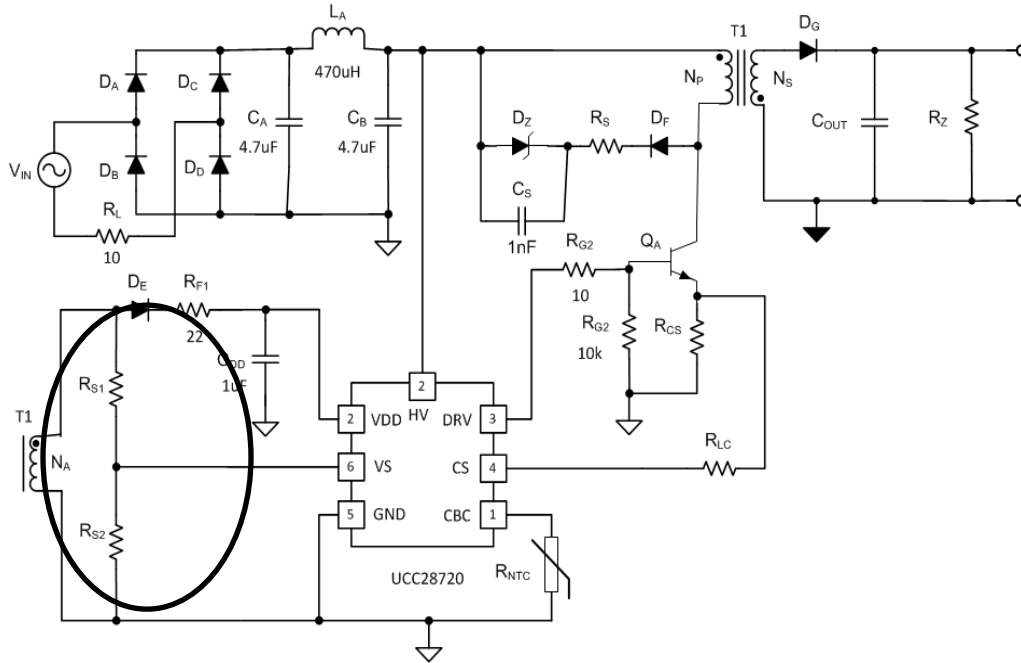 LA
470uH
T1
DG
DA
DC
CA
4.7uF
CB
4.7uF
NP
NS
DZ
RS
DF
COUT
RZ
VIN
DB
DD
CS
1nF
RL
10
RG2
10
QA
DE
RF1
22
RG2
10k
RCS
CDD
1uF
RS1
2
HV
2
VDD
DRV
3
T1
NA
6
VS
CS
4
RLC
RS2
5
GND
CBC
1
UCC28720
RNTC